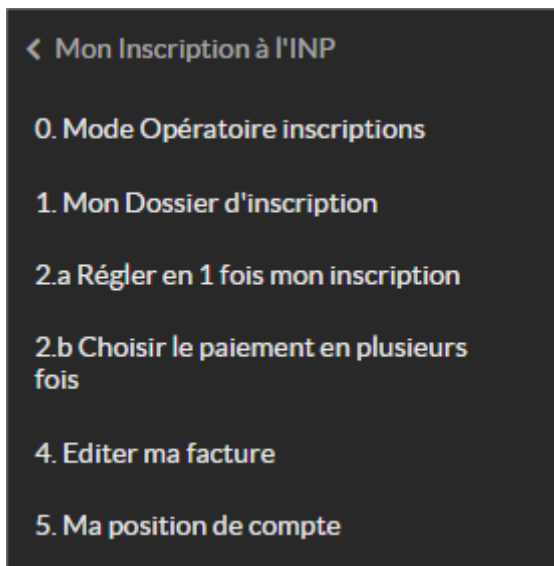 Mon Inscription à l'INP
0. Mode Opératoire inscriptions
1. Mon Dossier d'inscription
2.a Régler en 1 fois mon inscription
2.b Choisir le paiement en plusieurs
fois
4. Editer ma facture
5. Ma position de compte